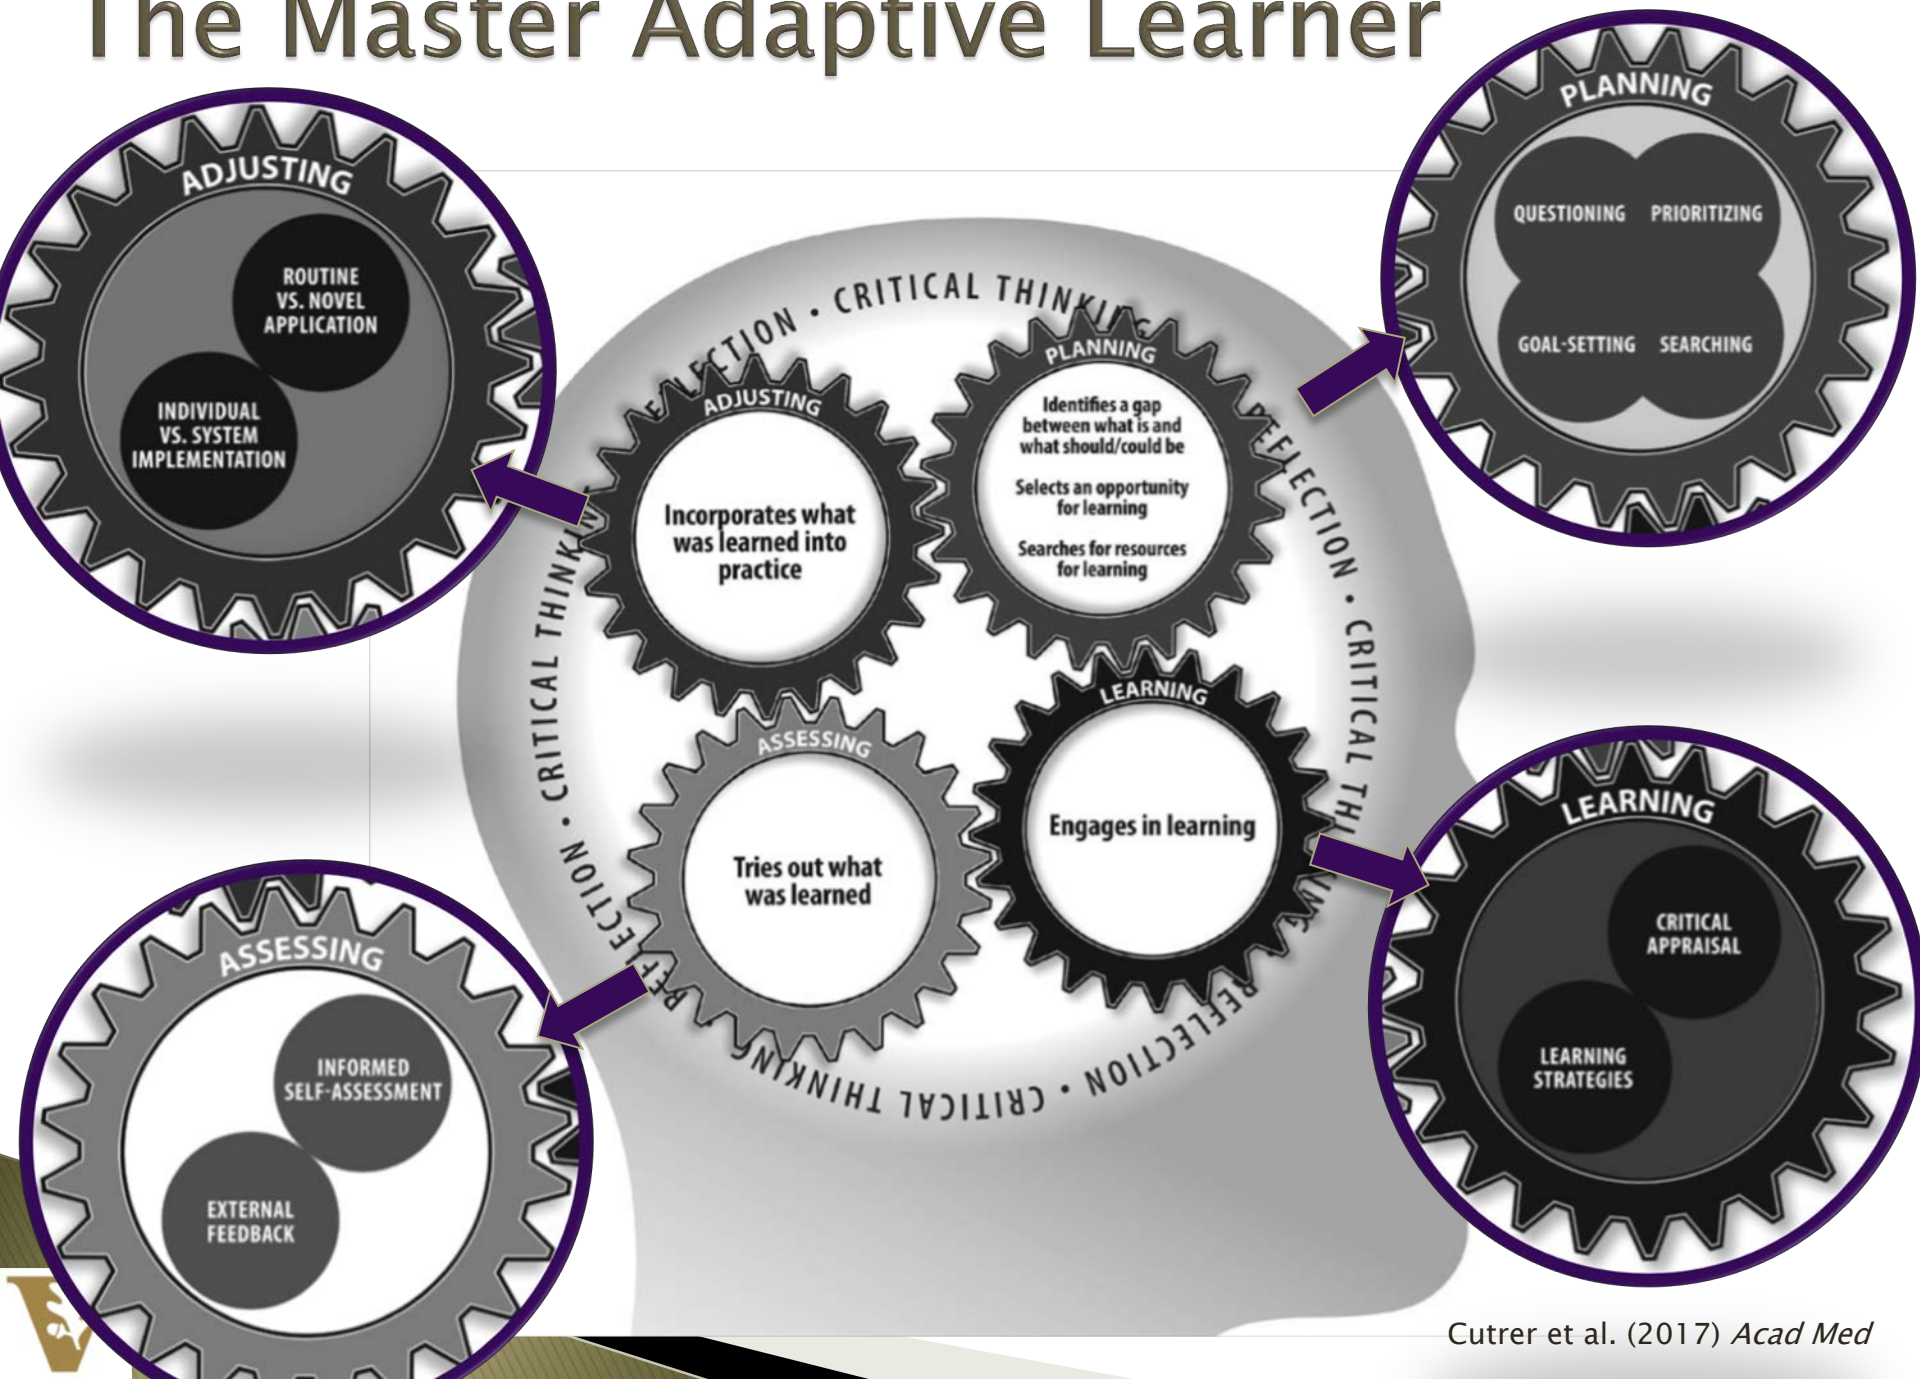 The Master Adaptive Learner
ADJUSTING
ROUTINE
VS. NOVEL
APPLICATION
INDIVIDUAL
VS. SYSTEM
IMPLEMENTATION
PLANNING
QUESTIONING PRIORITIZING
GOAL-SETTING SEARCHING
REFLECTION • CRITICAL THINKING
REFLECTION • CRITICAL THINKING
REFLECTION • CRITICAL THINKING
REFLECTION • CRITICAL THINKING
ADJUSTING
Incorporates what
was learned into
practice
PLANNING
Identifies a gap
between what is and
what should/could be
Selects an opportunity
for learning
Searches for resources
for learning
ASSESSING
Tries out what
was learned
LEARNING
Engages in learning
ASSESSING
INFORMED
SELF-ASSESSMENT
EXTERNAL
FEEDBACK
LEARNING
CRITICAL
APPRAISAL
LEARNING
STRATEGIES
V
Cutrer et al. (2017) Acad Med